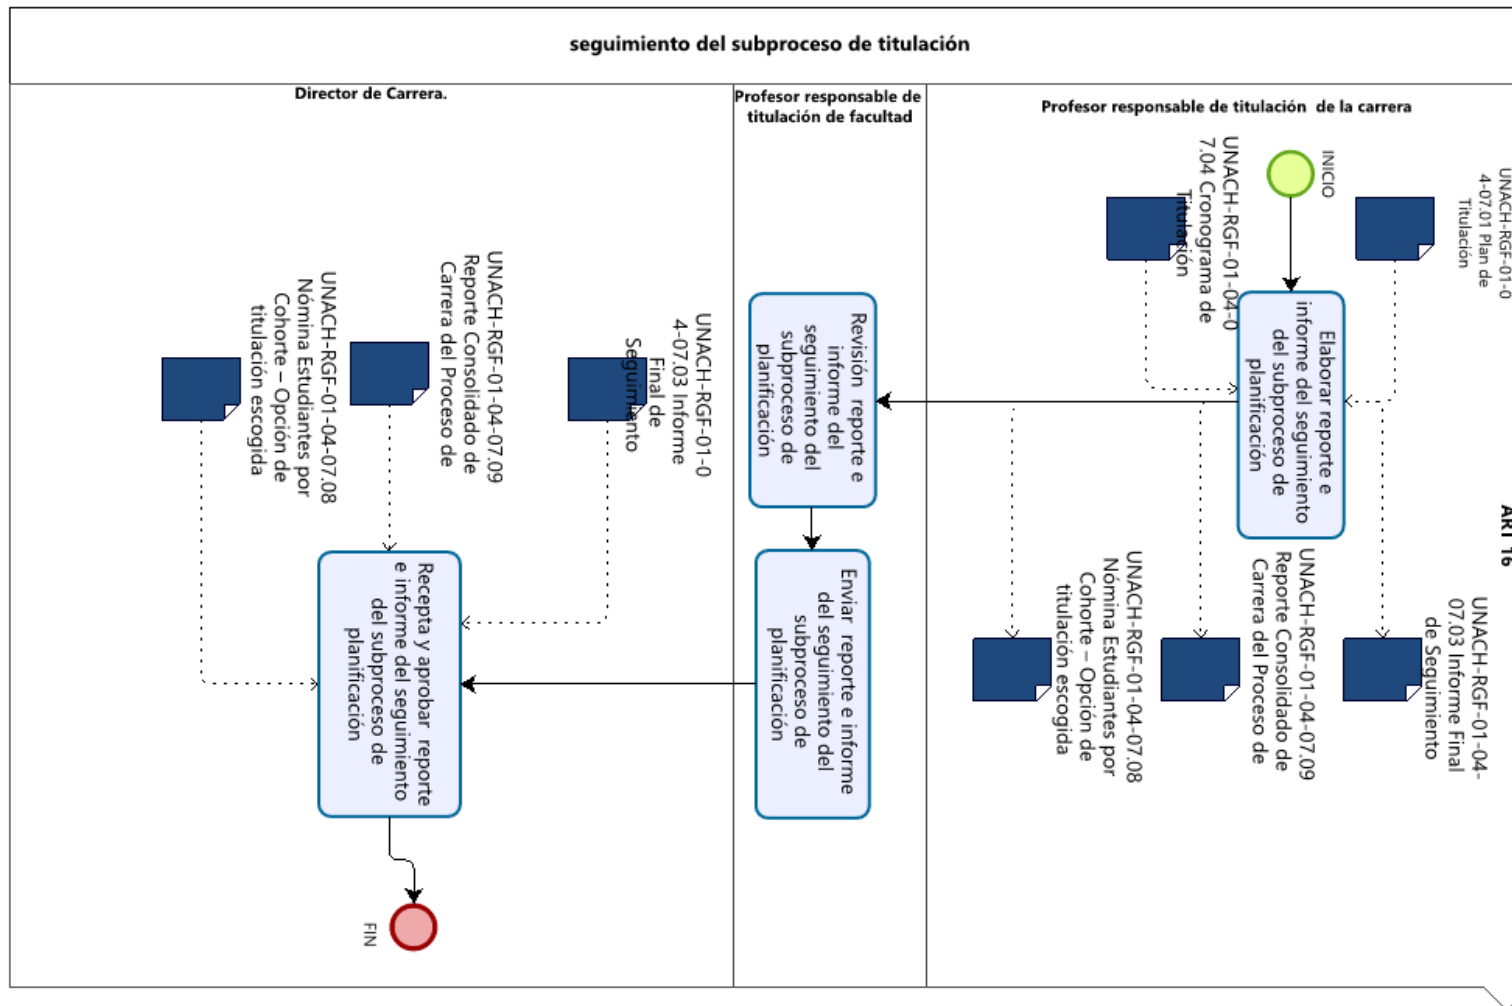 seguimiento del subproceso de titulación
Director de Carrera.
Profesor responsable de
titulación de facultad
Profesor responsable de titulación  de la carrera
INICIO
UNACH-RGF-01-0
4-07.01 Plan de
Titulación
UNACH-RGF-01-04-0
7.04 Cronograma de
Titulación
Elaborar reporte e
informe del seguimiento
del subproceso de
planificación
ART 16
UNACH-RGF-01-04-
07.03 Informe Final
de Seguimiento
UNACH-RGF-01-04-07.09
Reporte Consolidado de
Carrera del Proceso de
UNACH-RGF-01-04-07.08
Nómina Estudiantes por
Cohorte – Opción de
titulación escogida
Revisión  reporte e
informe del
seguimiento del
subproceso de
planificación
Enviar  reporte e informe
del seguimiento del
subproceso de
planificación
UNACH-RGF-01-0
4-07.03 Informe
Final de
Seguimiento
UNACH-RGF-01-04-07.09
Reporte Consolidado de
Carrera del Proceso de
UNACH-RGF-01-04-07.08
Nómina Estudiantes por
Cohorte – Opción de
titulación escogida
Recepta y aprobar  reporte
e informe del seguimiento
del subproceso de
planificación
FIN